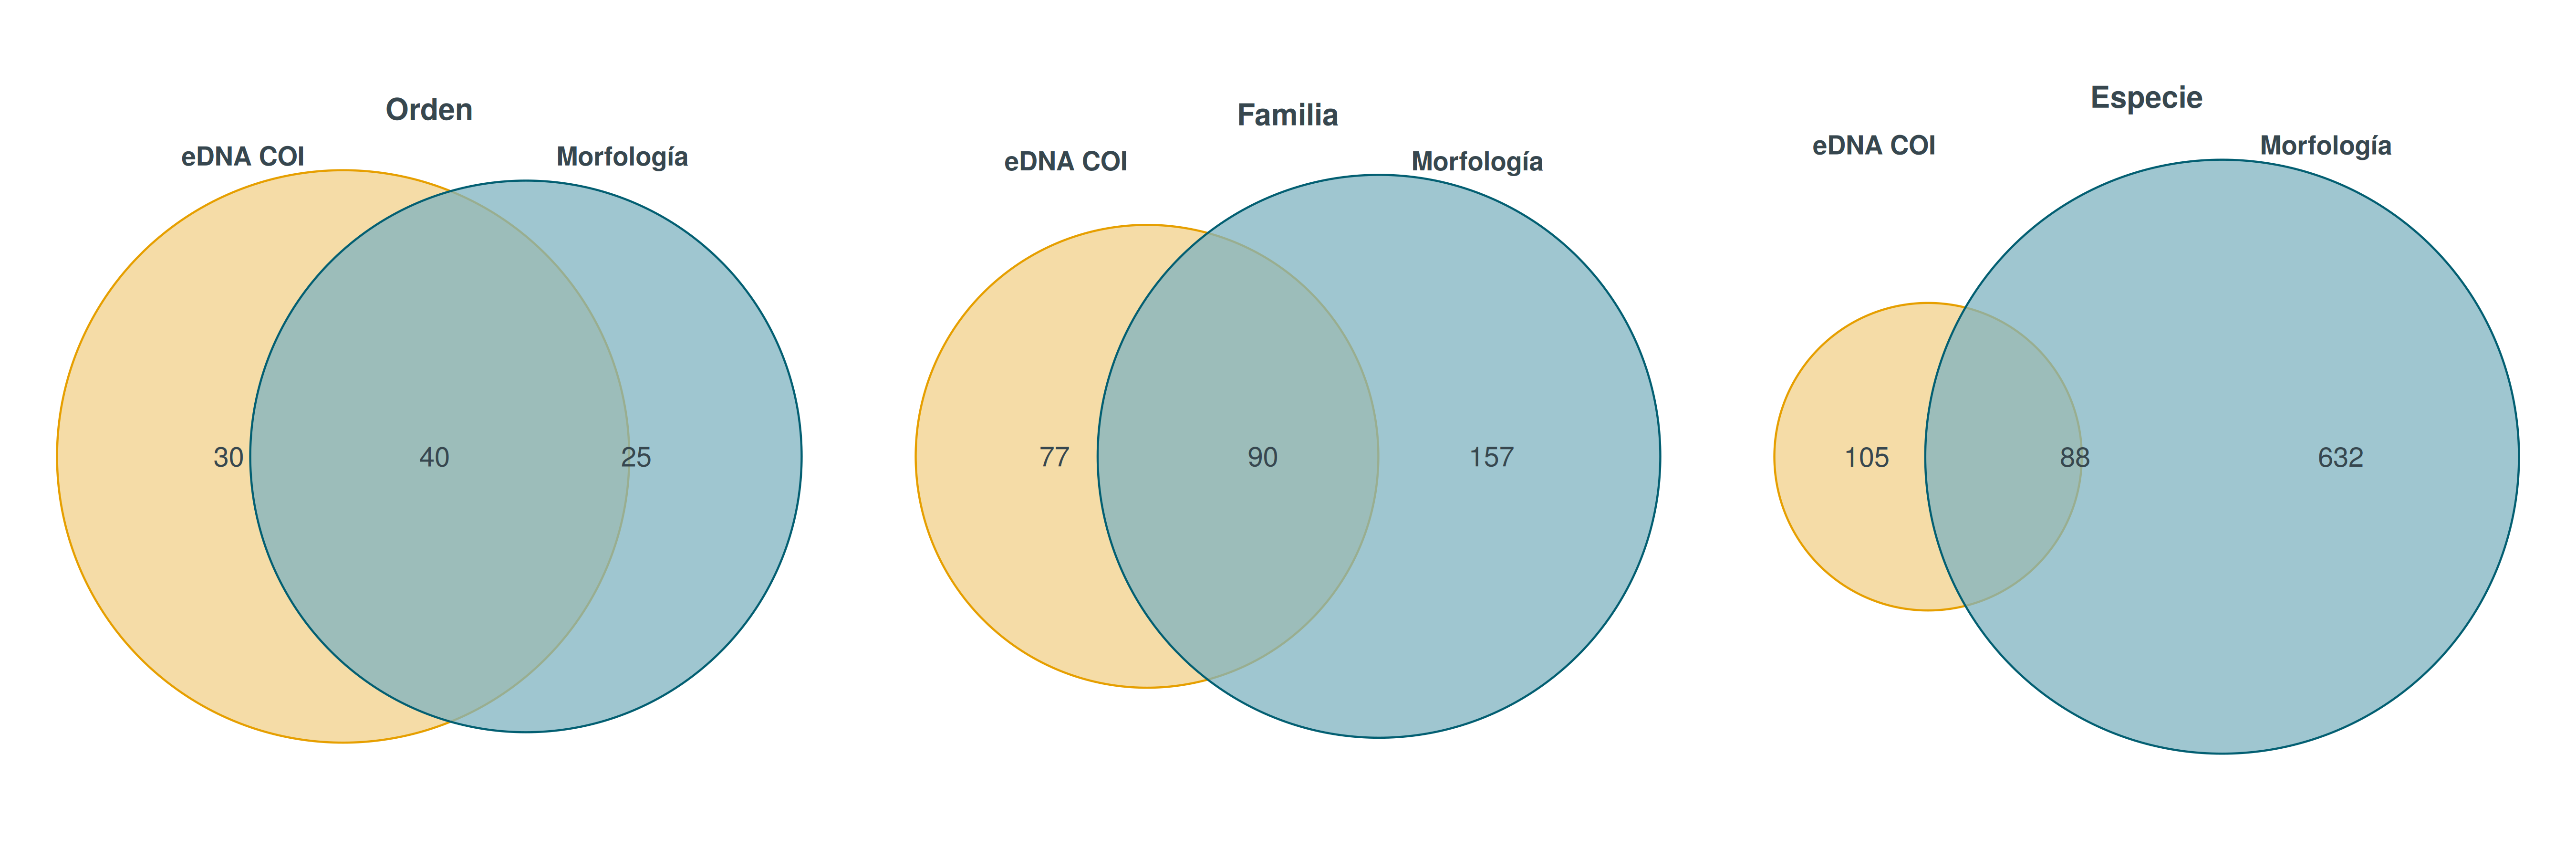 Orden
eDNA COI Morfología
30 40 25
Familia
eDNA COI Morfología
77 90 157
Especie
eDNA COI Morfología
105 88 632